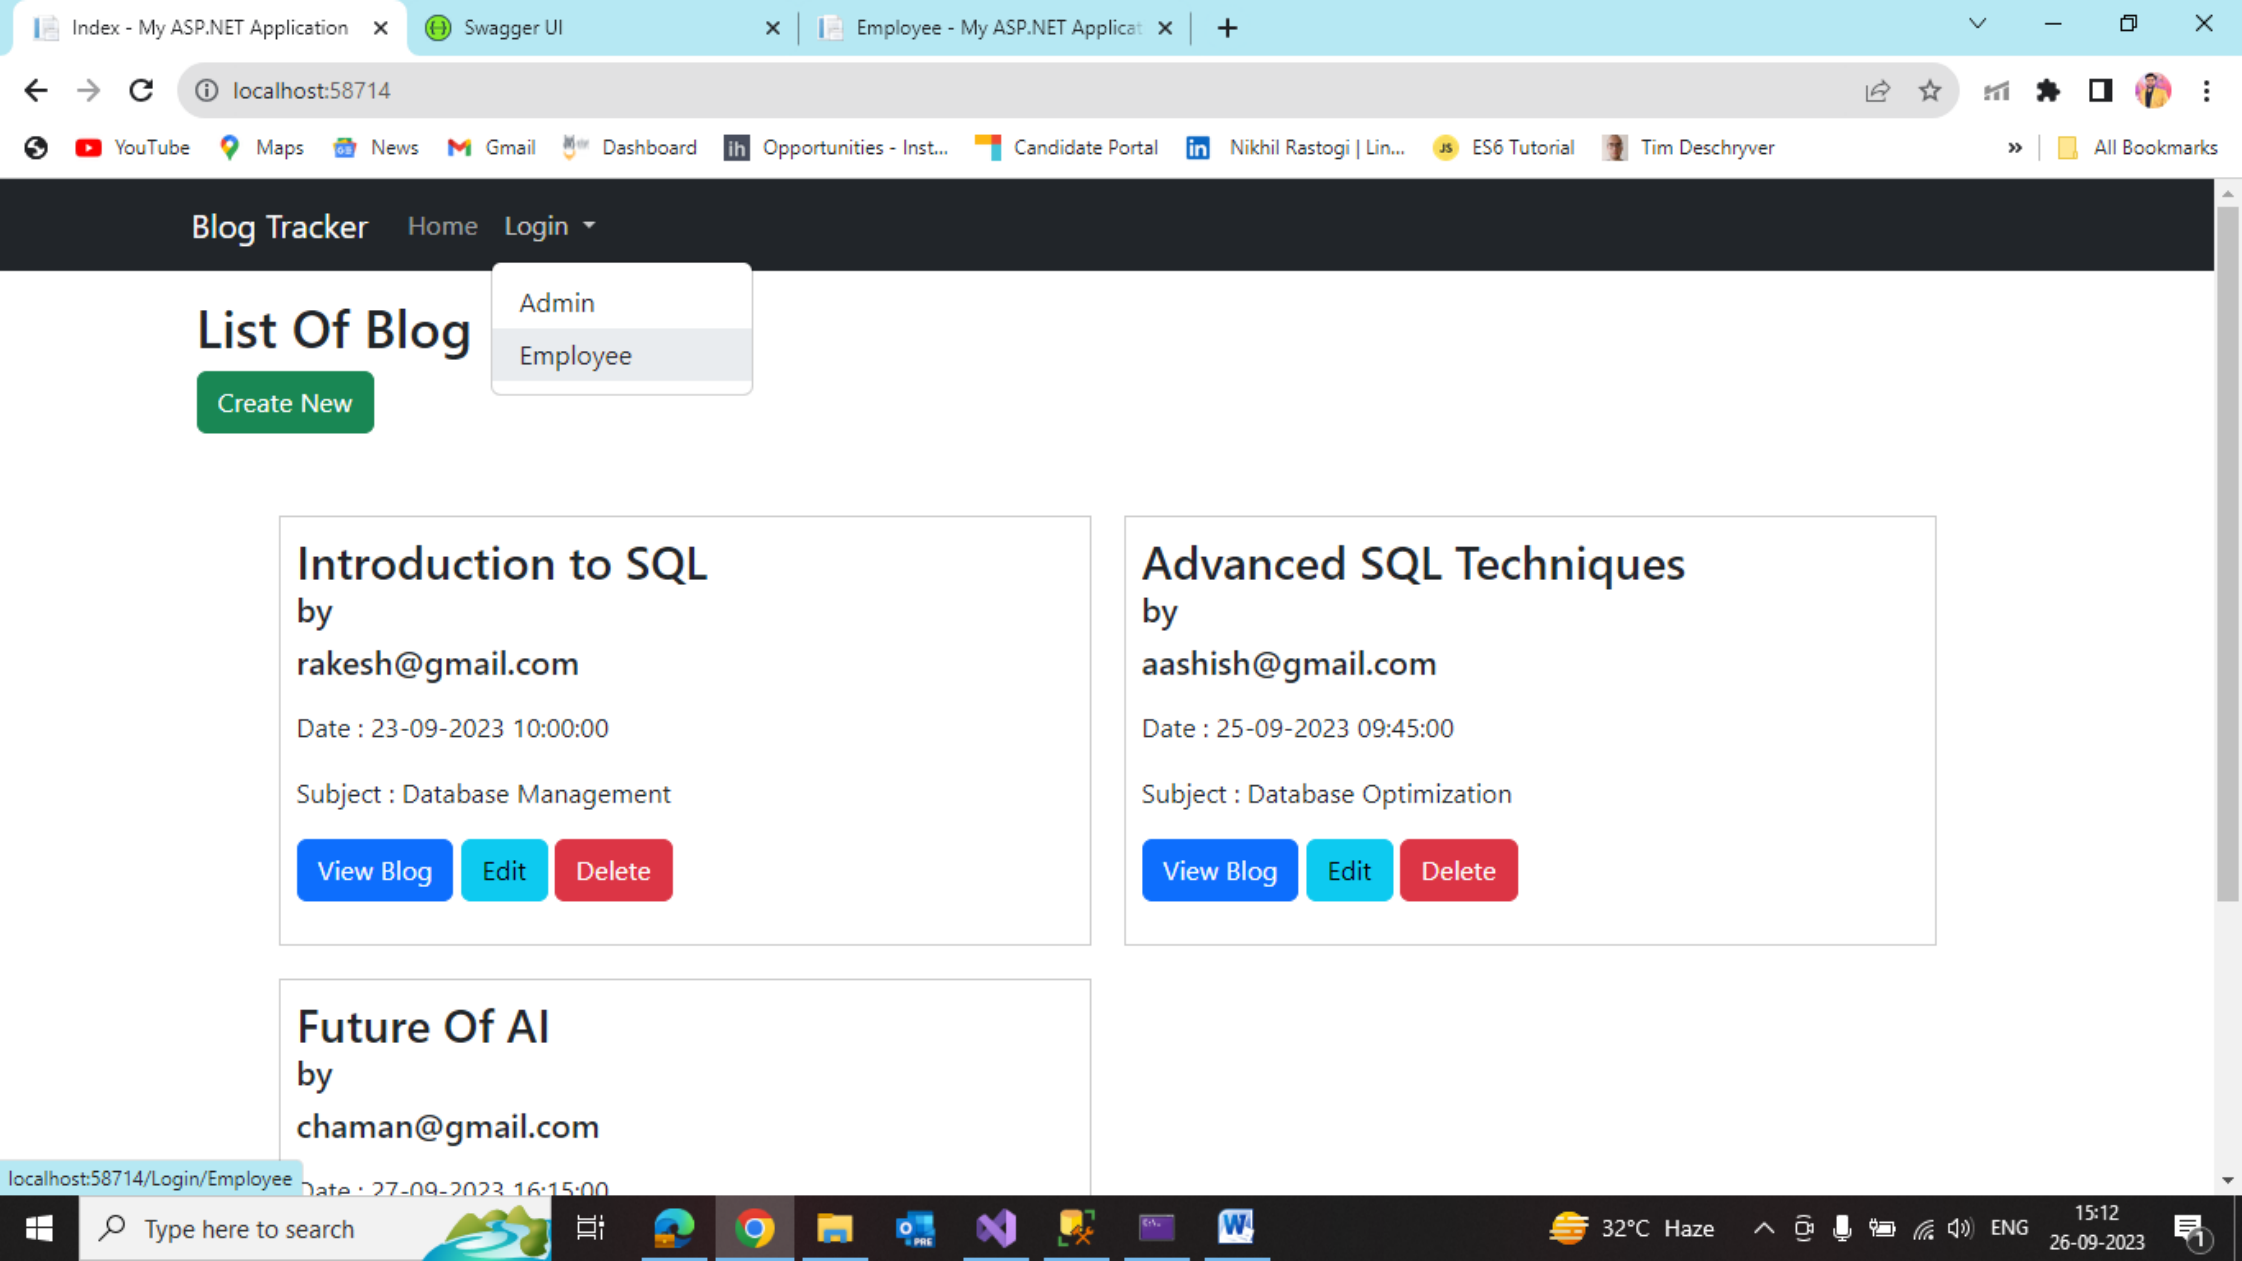 Index - My ASP.NET Application
Swagger UI
Employee - My ASP.NET Applicat
localhost:58714
YouTube
Maps
News
Gmail
Dashboard
ih
Opportunities - Inst...
Candidate Portal
in
Nikhil Rastogi | Lin...
JS
ES6 Tutorial
Tim Deschryver
»
All Bookmarks
Blog Tracker
Home
Login
Admin
Employee
List Of Blog
Create New
Introduction to SQL
by
rakesh@gmail.com
Date : 23-09-2023 10:00:00
Subject : Database Management
View Blog
Edit
Delete
Advanced SQL Techniques
by
aashish@gmail.com
Date : 25-09-2023 09:45:00
Subject : Database Optimization
View Blog
Edit
Delete
Future Of AI
by
chaman@gmail.com
Date : 27-09-2023 16:15:00
localhost:58714/Login/Employee
Type here to search
PRE
W
32°C Haze
ENG
15:12
26-09-2023
1